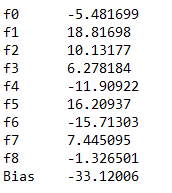 f0 -5.481699
f1 18.81698
f2 10.13177
f3 6.278184
f4 -11.90922
f5 16.20937
f6 -15.71303
f7 7.445095
f8 -1.326501
Bias -33.12006